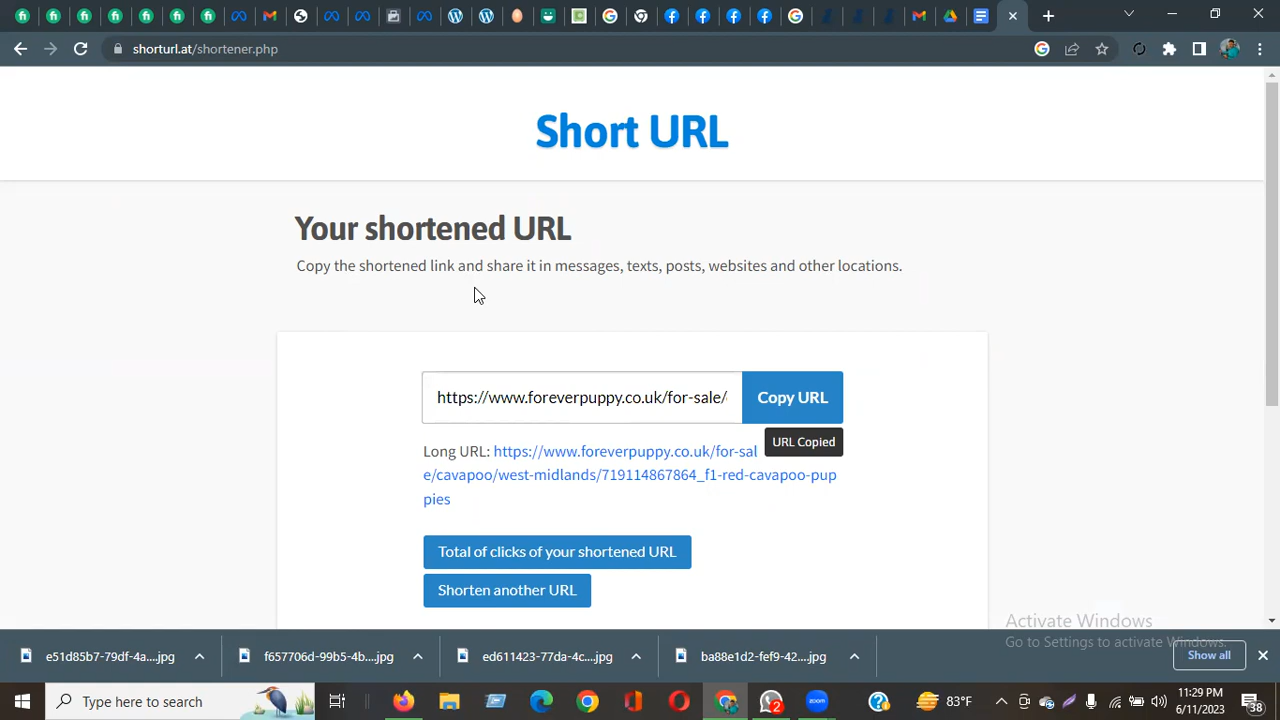 shorturl.at/shortener.php
Short URL
Your shortened URL
Copy the shortened link and share it in messages, texts, posts, websites and other locations.
https://www.foreverpuppy.co.uk/for-sale/
Copy URL
URL Copied
Long URL: https://www.foreverpuppy.co.uk/for-sal
e/cavapoo/west-midlands/719114867864_f1-red-cavapoo-pup
pies
Total of clicks of your shortened URL
Shorten another URL
Activate Windows
Go to Settings to activate Windows.
e51d85b7-79df-4a....jpg
f657706d-99b5-4b....jpg
ed611423-77da-4c....jpg
ba88e1d2-fef9-42....jpg
Show all
Type here to search
2
zoom
83°F
11:29 PM
6/11/2023
38